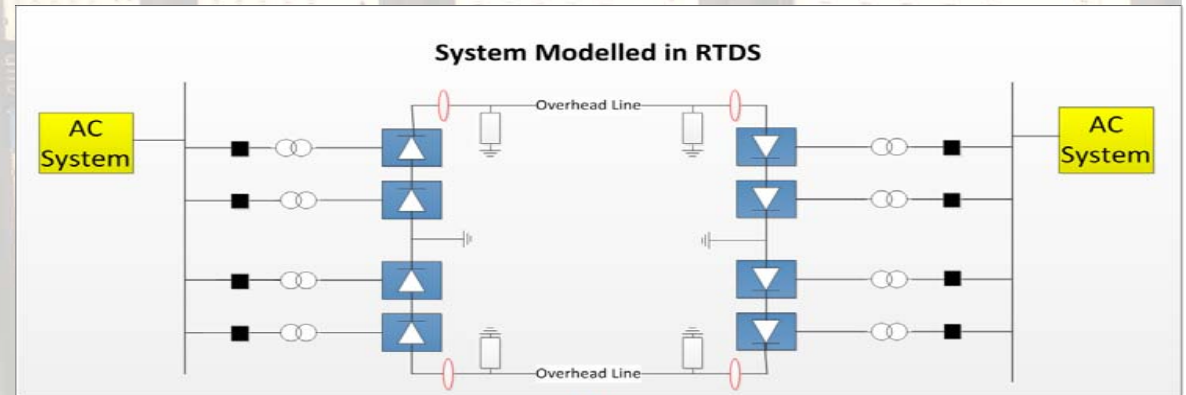 System Modelled in RTDS
Overhead Line
AC
System
AC
System
Overhead Line